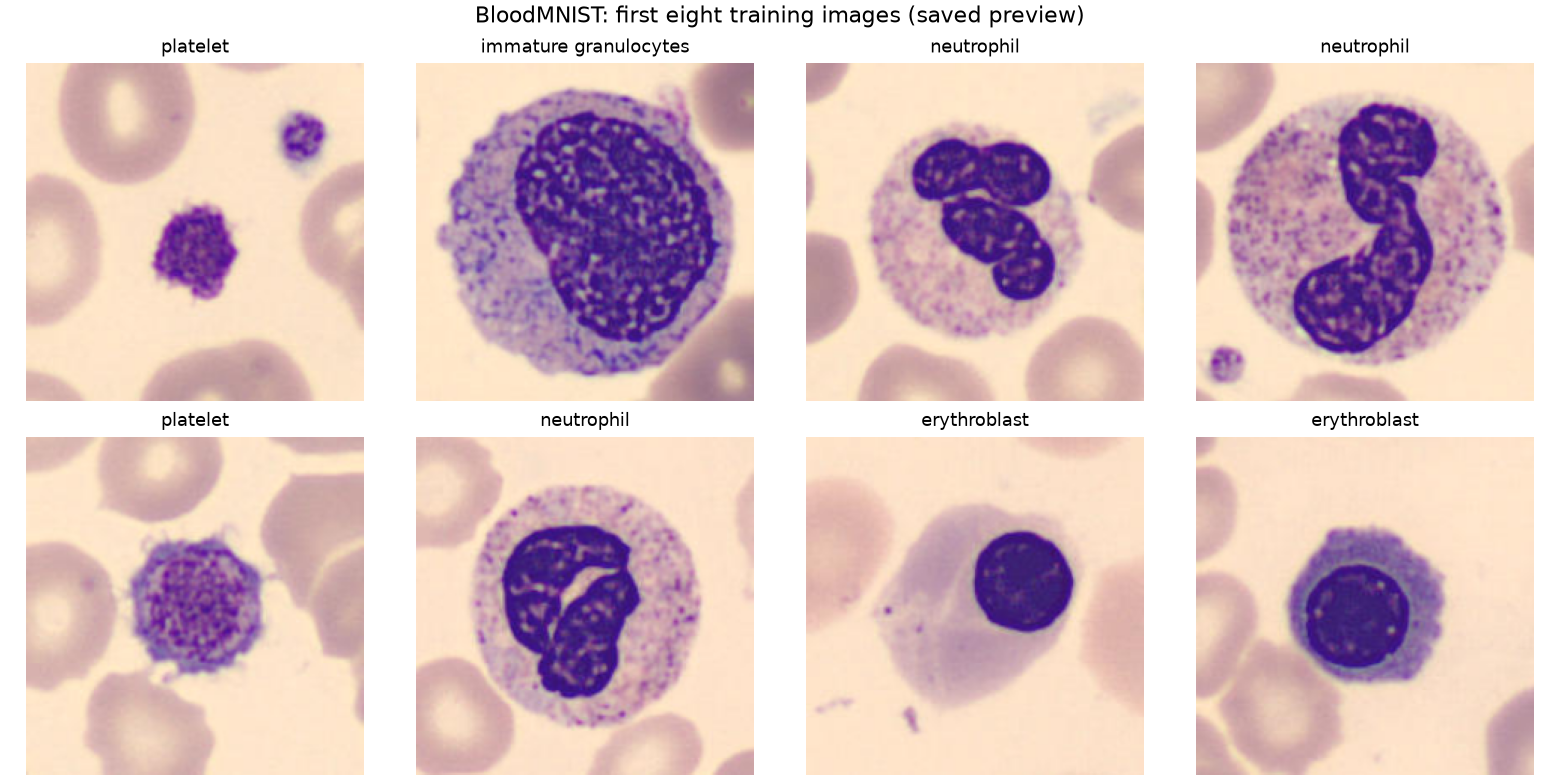 BloodMNIST: first eight training images (saved preview)
platelet
immature granulocytes
neutrophil
neutrophil
platelet
neutrophil
erythroblast
erythroblast